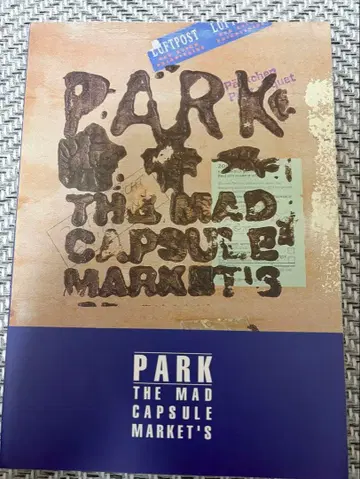 LUFTPOST
PARK
THE MAD
CAPSULE
MARKET'S
PARK
THE MAD
CAPSULE
MARKET'S